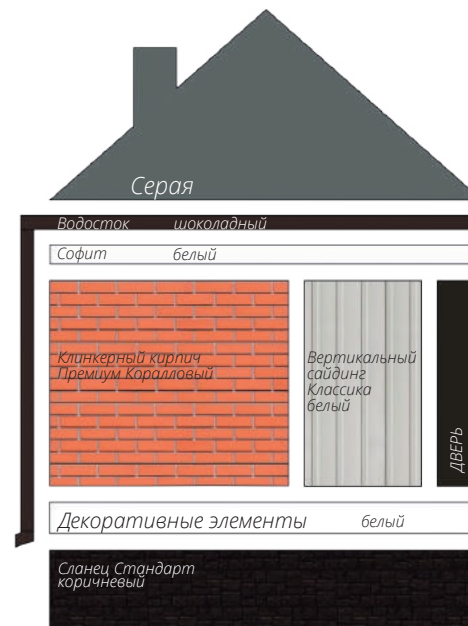 Серая
Водосток шоколадный
Софит белый
Клинкерный кирпич
Премиум Коралловый
Вертикальный
сайдинг
Классика
белый
ДВЕРЬ
Декоративные элементы белый
Сланец Стандарт
коричневый